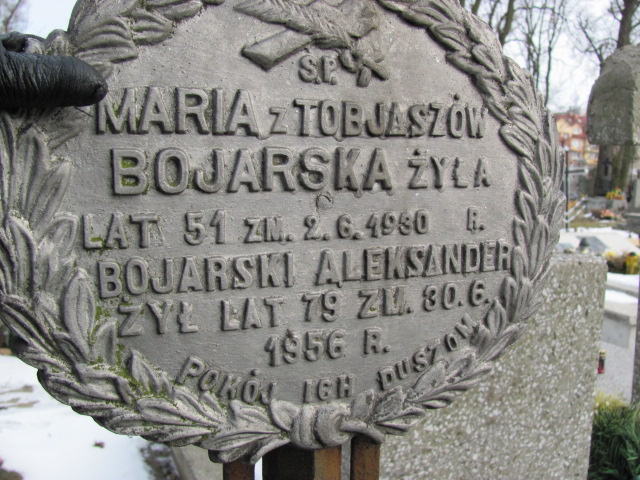 Ś.P.
MARIA z TOBJASZÓW
BOJARSKA ŻYŁA
LAT 51 ZM. 2. 6. 1930 R.
BOJARSKI ALEKSANDER
ŻYŁ LAT 79 ZM. 30. 6.
1956 R.
POKÓJ ICH DUSZOM